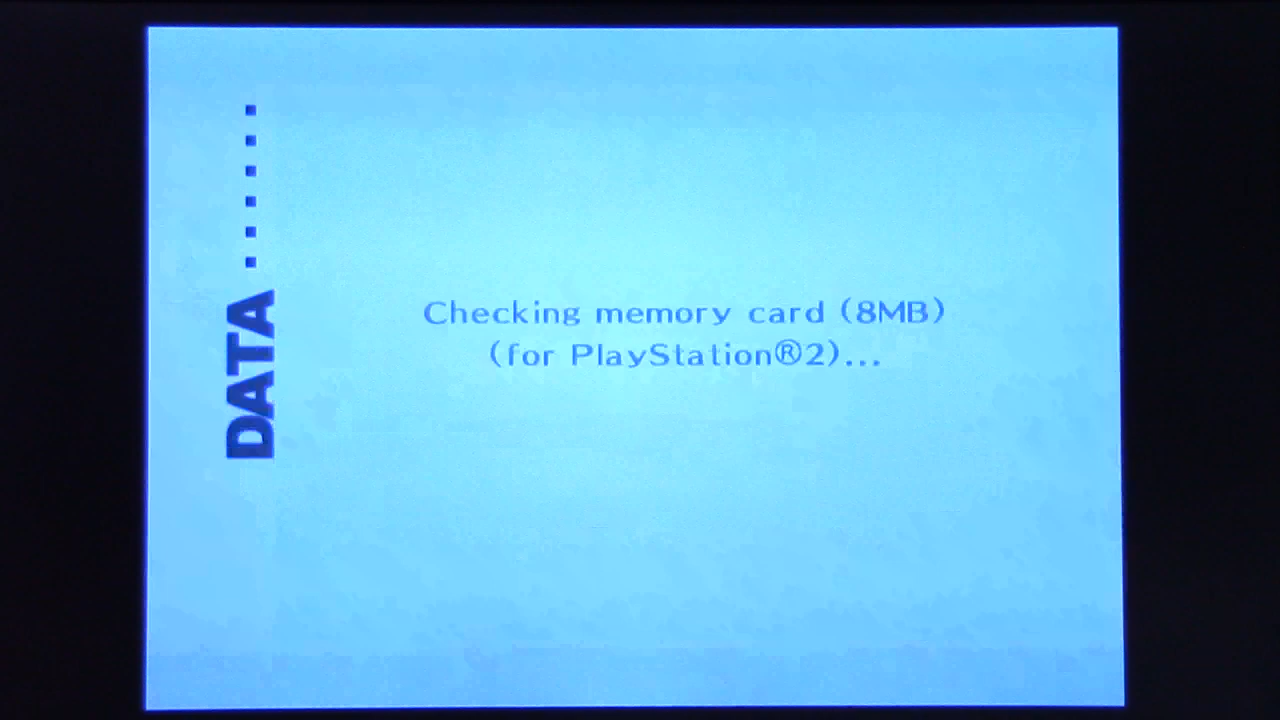 DATA ......
Checking memory card (8MB)
(for PlayStation®2)...